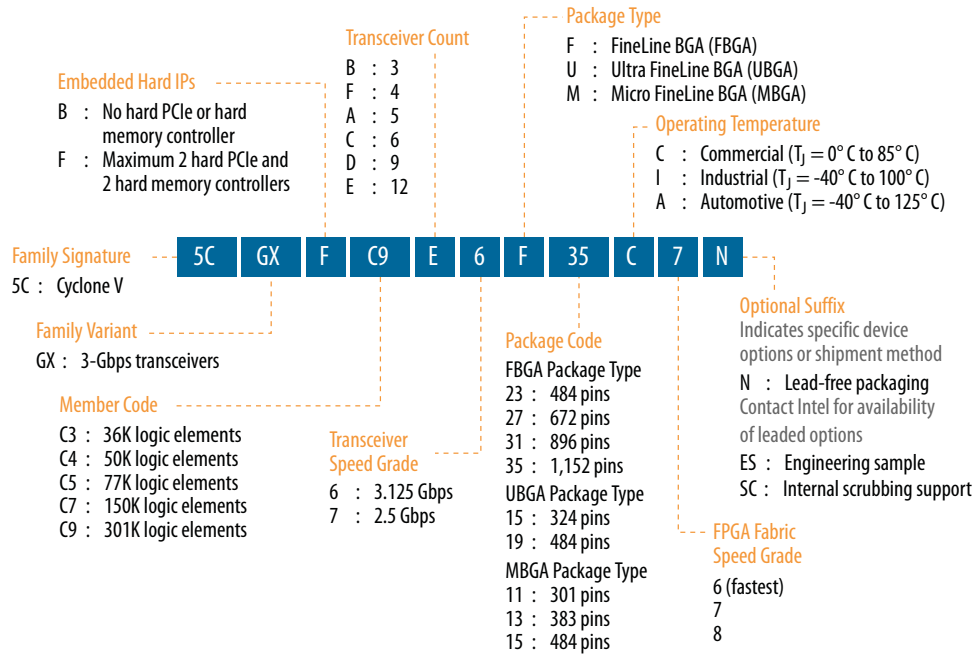 Package Type
F : FineLine BGA (FBGA)
U : Ultra FineLine BGA (UBGA)
M : Micro FineLine BGA (MBGA)
Transceiver Count
B : 3
F : 4
A : 5
C : 6
D : 9
E : 12
Embedded Hard IPs
B : No hard PCIe or hard
memory controller
F : Maximum 2 hard PCIe and
2 hard memory controllers
Operating Temperature
C : Commercial (TJ = 0° C to 85° C)
I : Industrial (TJ = -40° C to 100° C)
A : Automotive (TJ = -40° C to 125° C)
Family Signature
5C : Cyclone V
5C GX F C9 E 6 F 35 C 7 N
Family Variant
GX : 3-Gbps transceivers
Member Code
C3 : 36K logic elements
C4 : 50K logic elements
C5 : 77K logic elements
C7 : 150K logic elements
C9 : 301K logic elements
Transceiver
Speed Grade
6 : 3.125 Gbps
7 : 2.5 Gbps
Package Code
FBGA Package Type
23 : 484 pins
27 : 672 pins
31 : 896 pins
35 : 1,152 pins
UBGA Package Type
15 : 324 pins
19 : 484 pins
MBGA Package Type
11 : 301 pins
13 : 383 pins
15 : 484 pins
Optional Suffix
Indicates specific device
options or shipment method
N : Lead-free packaging
Contact Intel for availability
of leaded options
ES : Engineering sample
SC : Internal scrubbing support
FPGA Fabric
Speed Grade
6 (fastest)
7
8